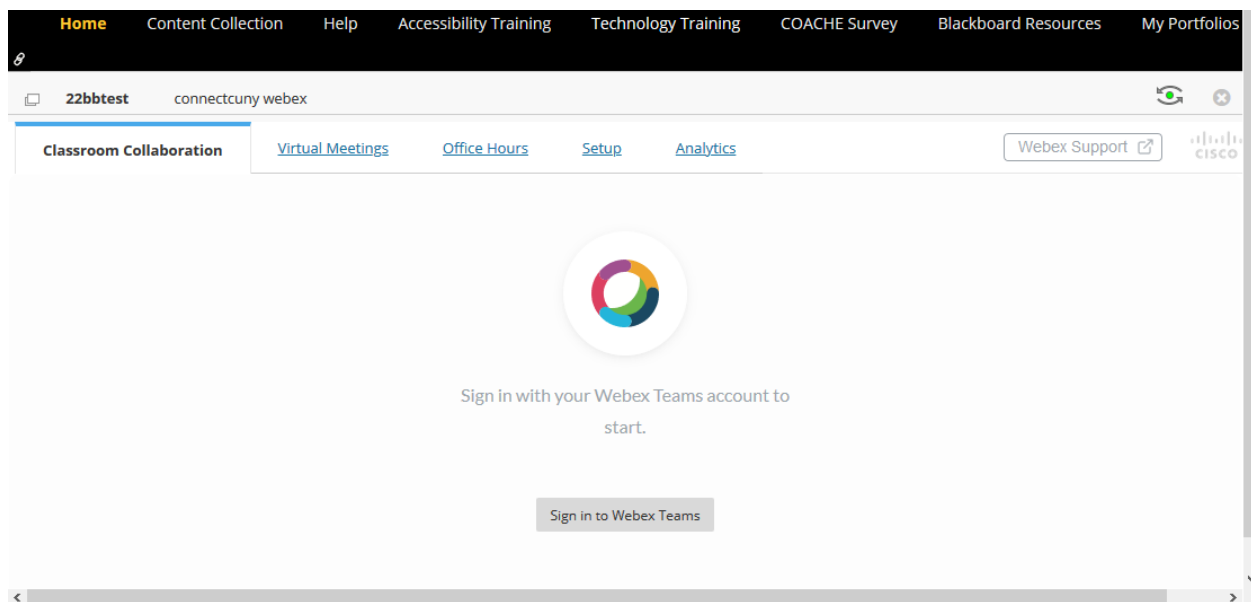 Home Content Collection Help Accessibility Training Technology Training COACHE Survey Blackboard Resources My Portfolios
22bbtest connectcuny webex
Classroom Collaboration Virtual Meetings Office Hours Setup Analytics Webex Support CISCO
Sign in with your Webex Teams account to
start.
Sign in to Webex Teams